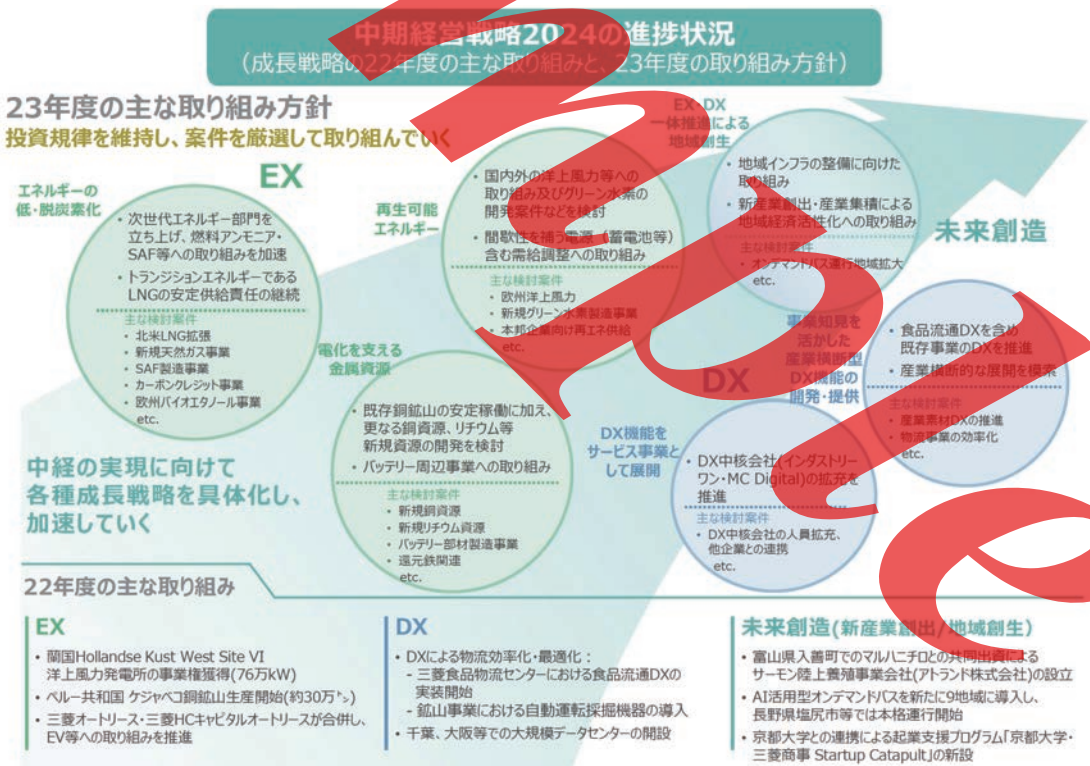 中期経営戦略2024の進捗状況
(成長戦略の22年度の主な取り組みと、23年度の取り組み方針)
23年度の主な取り組み方針
投資規律を維持し、案件を厳選して取り組んでいく
EX
エネルギーの
低・脱炭素化
・次世代エネルギー部門を
立ち上げ、燃料アンモニア・
SAF等への取り組みを加速
・トランジションエネルギーである
LNGの安定供給責任の継続
主な検討案件
・北米LNG拡張
・新規天然ガス事業
・SAF製造事業
・カーボンクレジット事業
・欧州バイオエタノール事業
etc.
再生可能
エネルギー
・国内外の洋上風力等への
取り組み及びグリーン水素の
開発案件などを検討
・間歇性を補う電源（蓄電池等）
含む需給調整への取り組み
主な検討案件
・欧州洋上風力
・新規グリーン水素製造事業
・本邦企業向け再エネ供給
etc.
電化を支える
金属資源
・既存銅鉱山の安定稼働に加え、
更なる銅資源、リチウム等
新規資源の開発を検討
・バッテリー周辺事業への取り組み
主な検討案件
・新規銅資源
・新規リチウム資源
・バッテリー部材製造事業
・還元鉄関連
etc.
EX・DX
一体推進による
地域創生
・地域インフラの整備に向けた
取り組み
・新産業創出・産業集積による
地域経済活性化への取り組み
主な検討案件
・オンデマンドバス運行地域拡大
etc.
未来創造
DX
事業知見を
活かした
産業横断型
DX機能の
開発・提供
・食品流通DXを含め
既存事業のDXを推進
・産業横断的な展開を模索
主な検討案件
・産業素材DXの推進
・物流事業の効率化
etc.
DX機能を
サービス事業と
して展開
・DX中核会社(インダストリー
ワン・MC Digital)の拡充を
推進
主な検討案件
・DX中核会社の人員拡充、
他企業との連携
etc.
中経の実現に向けて
各種成長戦略を具体化し、
加速していく
22年度の主な取り組み
EX
・蘭国Hollandse Kust West Site VI
洋上風力発電所の事業権獲得(76万kW)
・ペルー共和国 ケジャベコ銅鉱山生産開始(約30万㌧)
・三菱オートリース・三菱HCキャピタルオートリースが合併し、
EV等への取り組みを推進
DX
・DXによる物流効率化・最適化：
- 三菱食品物流センターにおける食品流通DXの
実装開始
- 鉱山事業における自動運転採掘機器の導入
・千葉、大阪等での大規模データセンターの開設
未来創造(新産業創出/地域創生)
・富山県入善町でのマルハニチロとの共同出資による
サーモン陸上養殖事業会社(アトランド株式会社)の設立
・AI活用型オンデマンドバスを新たに9地域に導入し、
長野県塩尻市等では本格運行開始
・京都大学との連携による起業支援プログラム「京都大学・
三菱商事 Startup Catapult」の新設